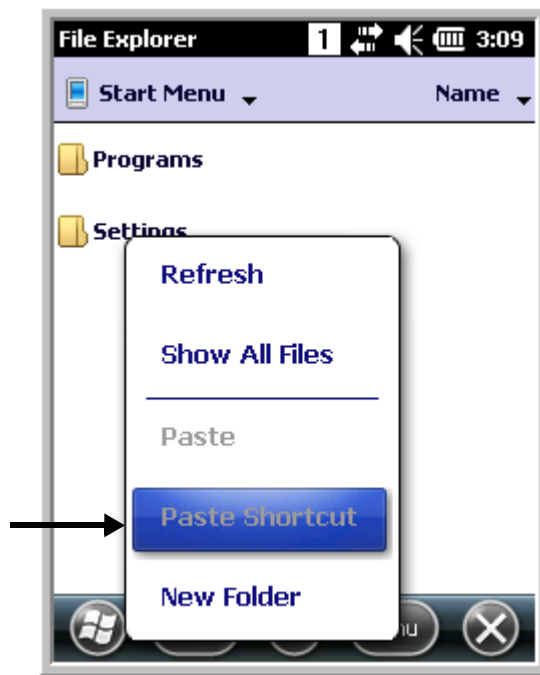 File Explorer 1 3:09
Start Menu Name
Programs
Settings
Refresh
Show All Files
Paste
Paste Shortcut
New Folder